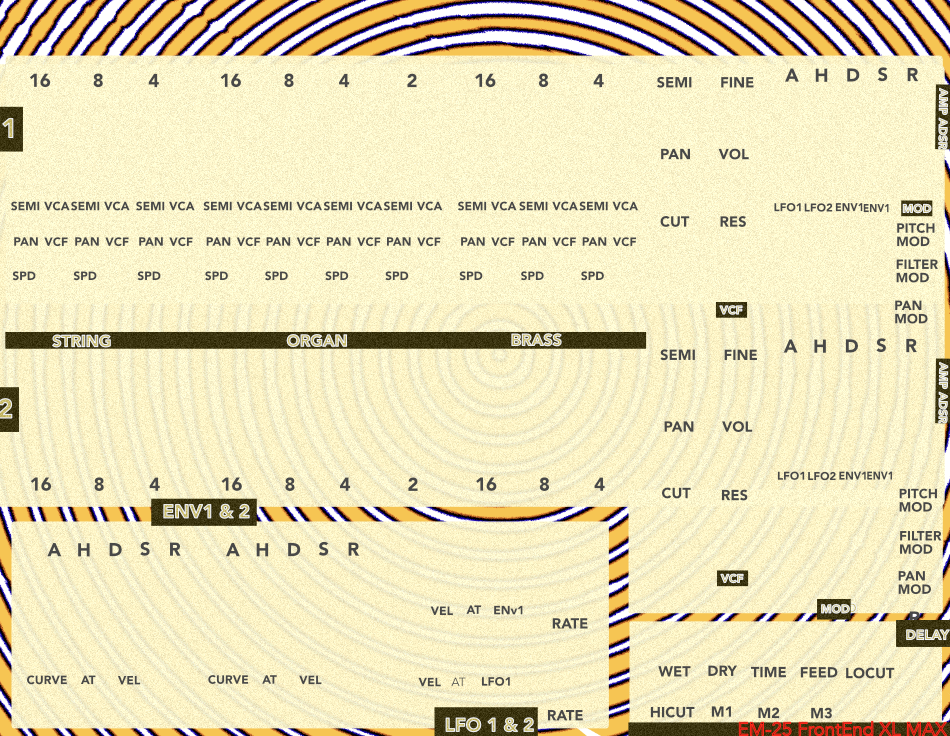 16 8 4 16 8 4 2 16 8 4 SEMI FINE A H D S R
AMP ADSR
1
PAN VOL
SEMI VCA SEMI VCA SEMI VCA SEMI VCA SEMI VCA SEMI VCA SEMI VCA SEMI VCA SEMI VCA SEMI VCA LFO1 LFO2 ENV1 ENV1 MOD
CUT RES
PITCH
MOD
PAN VCF PAN VCF PAN VCF PAN VCF PAN VCF PAN VCF PAN VCF PAN VCF PAN VCF PAN VCF
FILTER
MOD
SPD SPD SPD SPD SPD SPD SPD SPD SPD SPD
VCF
PAN
MOD
STRING ORGAN BRASS
SEMI FINE A H D S R
AMP ADSR
2
PAN VOL
16 8 4 16 8 4 2 16 8 4
LFO1 LFO2 ENV1 ENV1
CUT RES
PITCH
MOD
ENV1 & 2
FILTER
MOD
A H D S R A H D S R
VCF
PAN
MOD
MOD
VEL AT ENv1
RATE
DELAY
WET DRY TIME FEED LOCUT
CURVE AT VEL CURVE AT VEL VEL AT LFO1
HICUT M1 M2 M3
LFO 1 & 2 RATE
EM-25 FrontEnd XL MAX